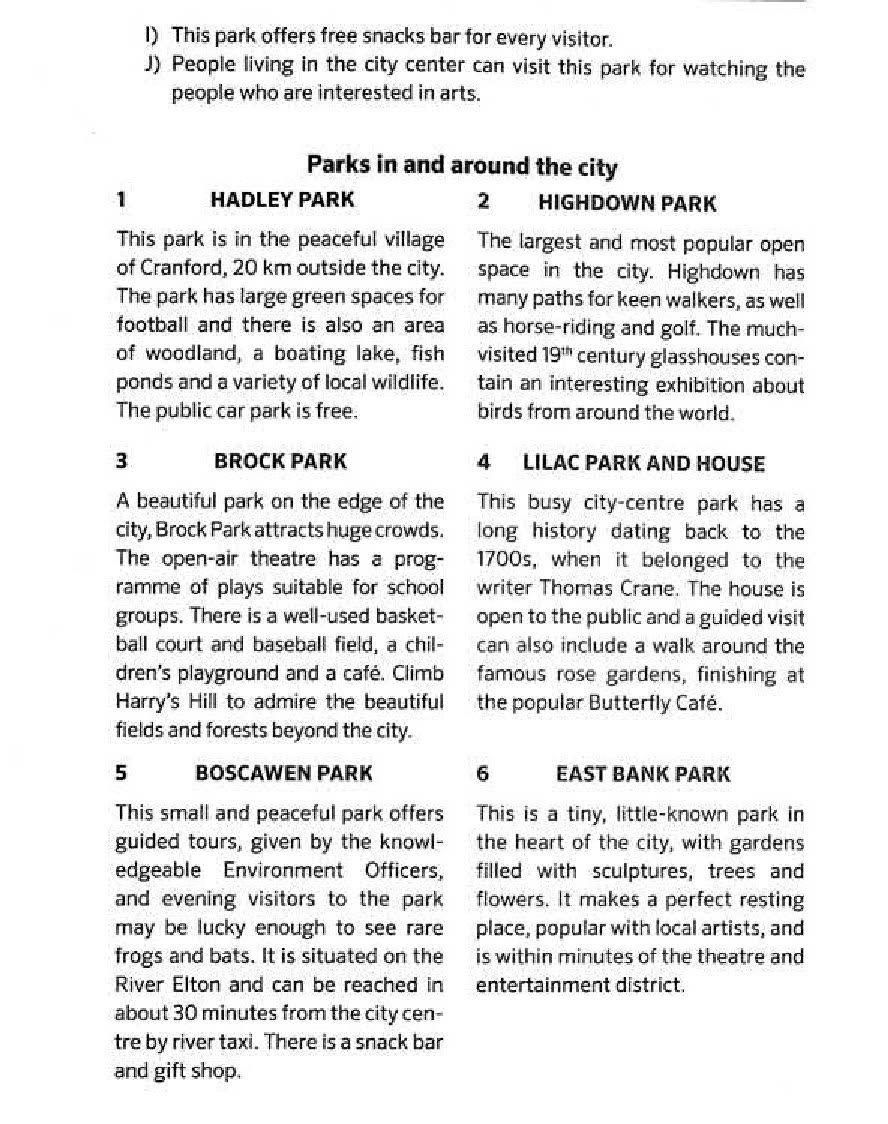 I) This park offers free snacks bar for every visitor.
J) People living in the city center can visit this park for watching the
people who are interested in arts.
Parks in and around the city
1 HADLEY PARK
This park is in the peaceful village
of Cranford, 20 km outside the city.
The park has large green spaces for
football and there is also an area
of woodland, a boating lake, fish
ponds and a variety of local wildlife.
The public car park is free.
2 HIGHDOWN PARK
The largest and most popular open
space in the city. Highdown has
many paths for keen walkers, as well
as horse-riding and golf. The much-
visited 19th century glasshouses con-
tain an interesting exhibition about
birds from around the world.
3 BROCK PARK
A beautiful park on the edge of the
city, Brock Park attracts huge crowds.
The open-air theatre has a prog-
ramme of plays suitable for school
groups. There is a well-used basket-
ball court and baseball field, a chil-
dren's playground and a café. Climb
Harry's Hill to admire the beautiful
fields and forests beyond the city.
4 LILAC PARK AND HOUSE
This busy city-centre park has a
long history dating back to the
1700s, when it belonged to the
writer Thomas Crane. The house is
open to the public and a guided visit
can also include a walk around the
famous rose gardens, finishing at
the popular Butterfly Café.
5 BOSCAWEN PARK
This small and peaceful park offers
guided tours, given by the knowl-
edgeable Environment Officers,
and evening visitors to the park
may be lucky enough to see rare
frogs and bats. It is situated on the
River Elton and can be reached in
about 30 minutes from the city cen-
tre by river taxi. There is a snack bar
and gift shop.
6 EAST BANK PARK
This is a tiny, little-known park in
the heart of the city, with gardens
filled with sculptures, trees and
flowers. It makes a perfect resting
place, popular with local artists, and
is within minutes of the theatre and
entertainment district.